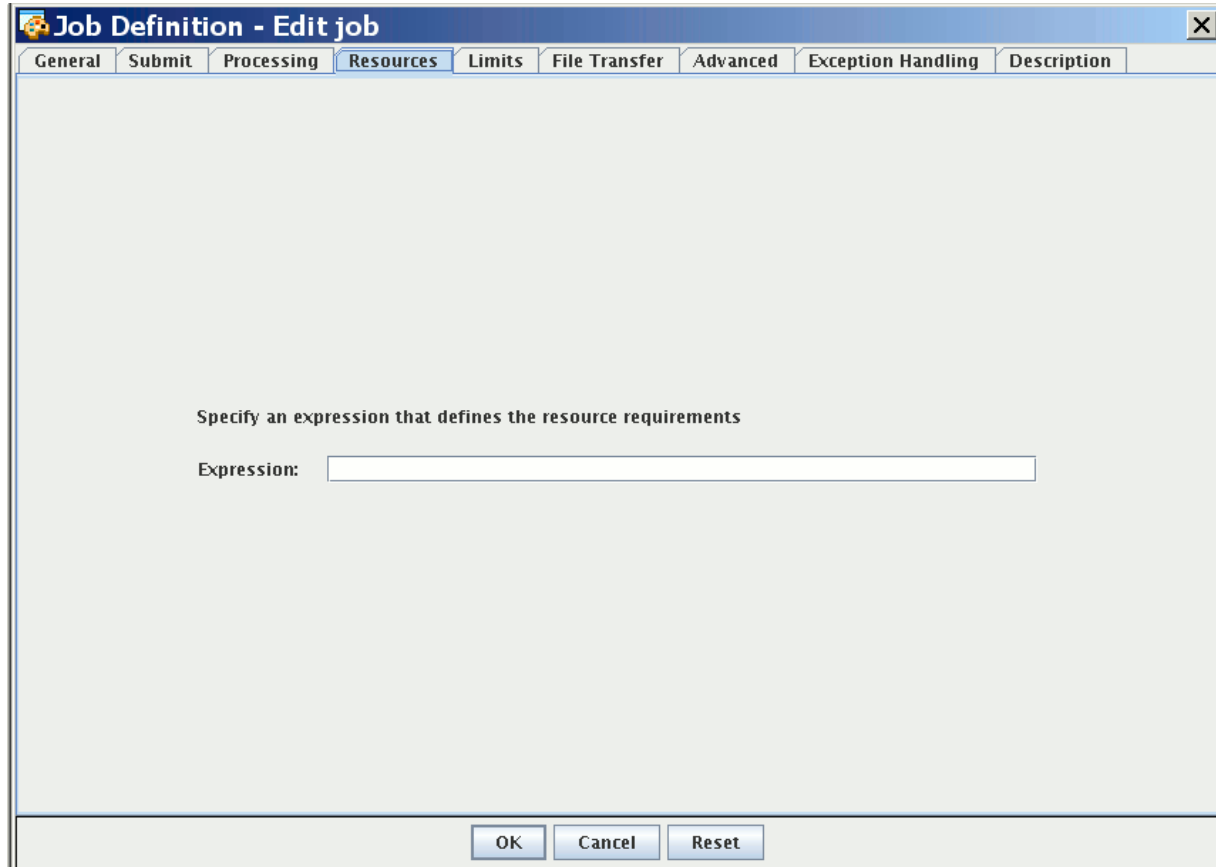 Job Definition - Edit job
General Submit Processing Resources Limits File Transfer Advanced Exception Handling Description
Specify an expression that defines the resource requirements
Expression:
OK Cancel Reset